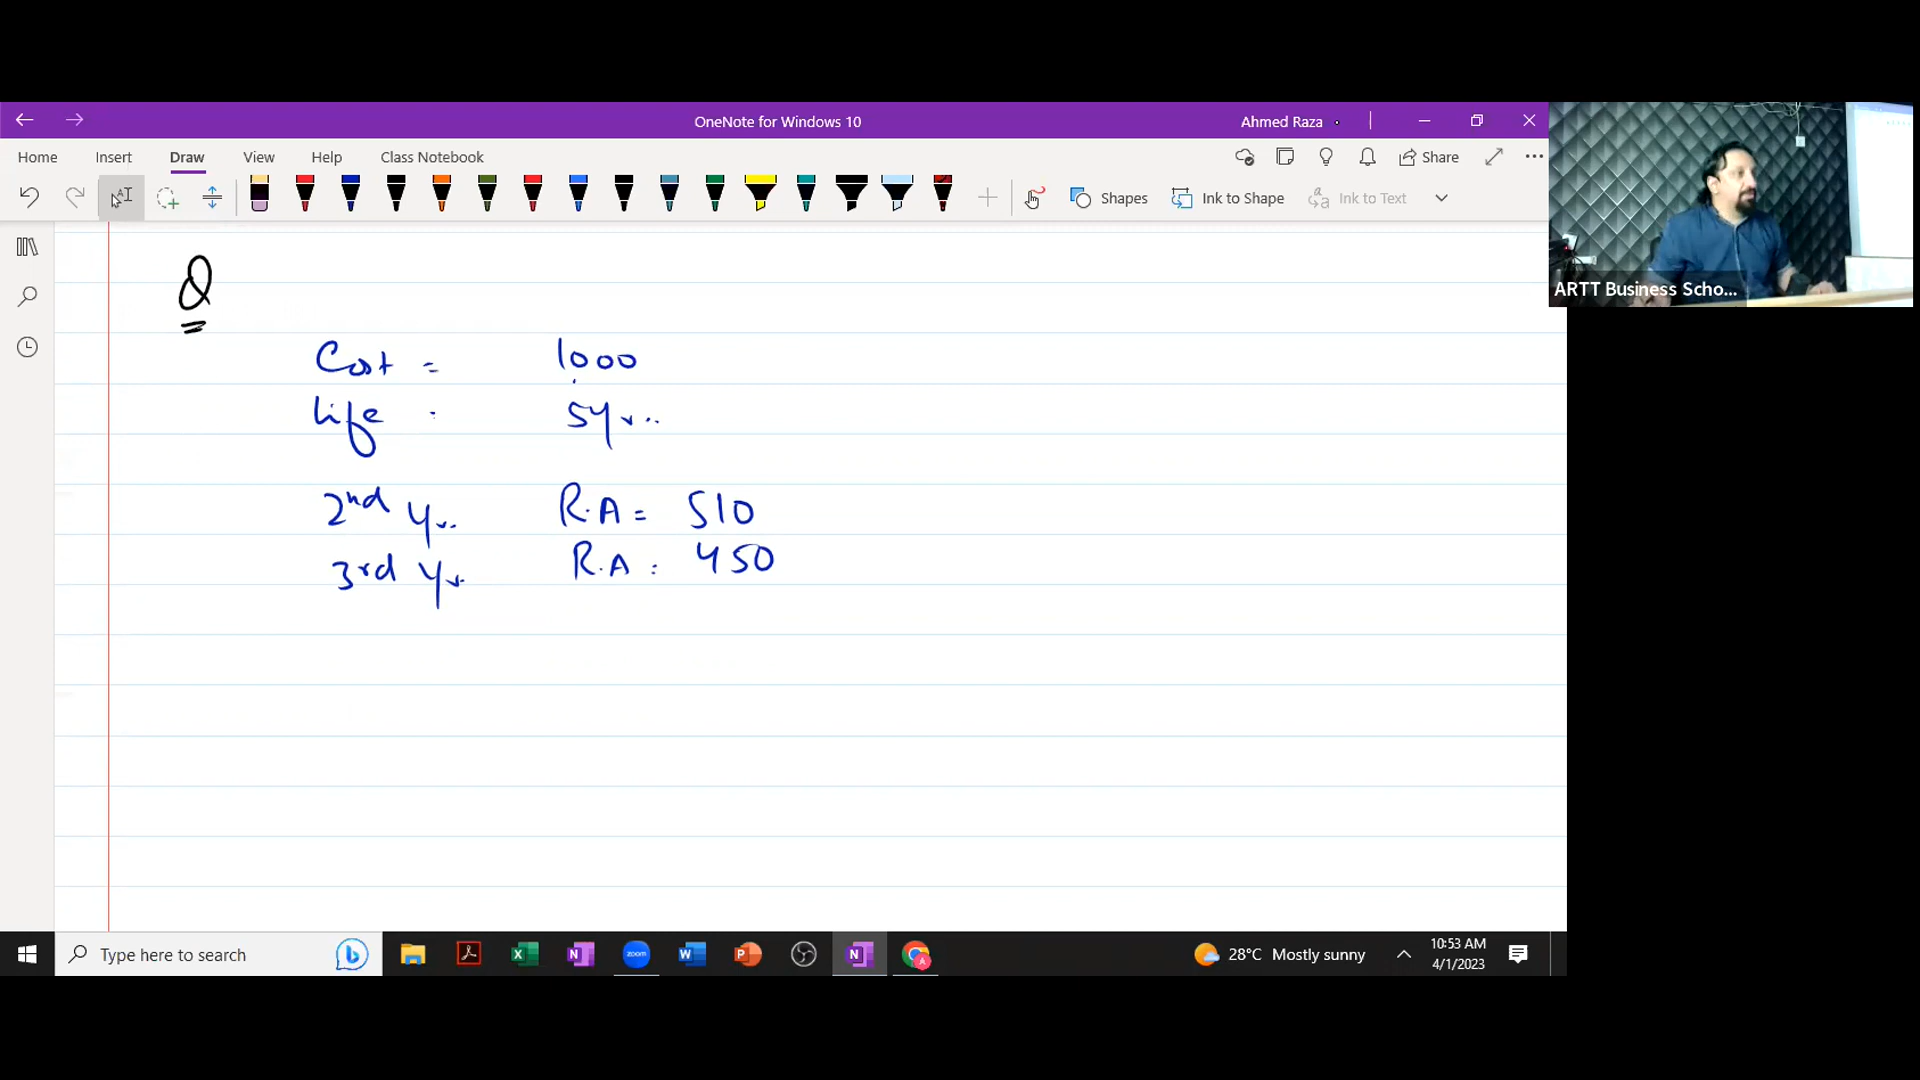 OneNote for Windows 10
Ahmed Raza
Home Insert Draw View Help Class Notebook
Share
Shapes
Ink to Shape
Ink to Text
ARTT Business Scho...
Q
Cost = 1000
Life : 5yr..
2nd yr. R.A = 510
3rd yr. R.A : 450
Type here to search
zoom
28°C Mostly sunny
10:53 AM
4/1/2023